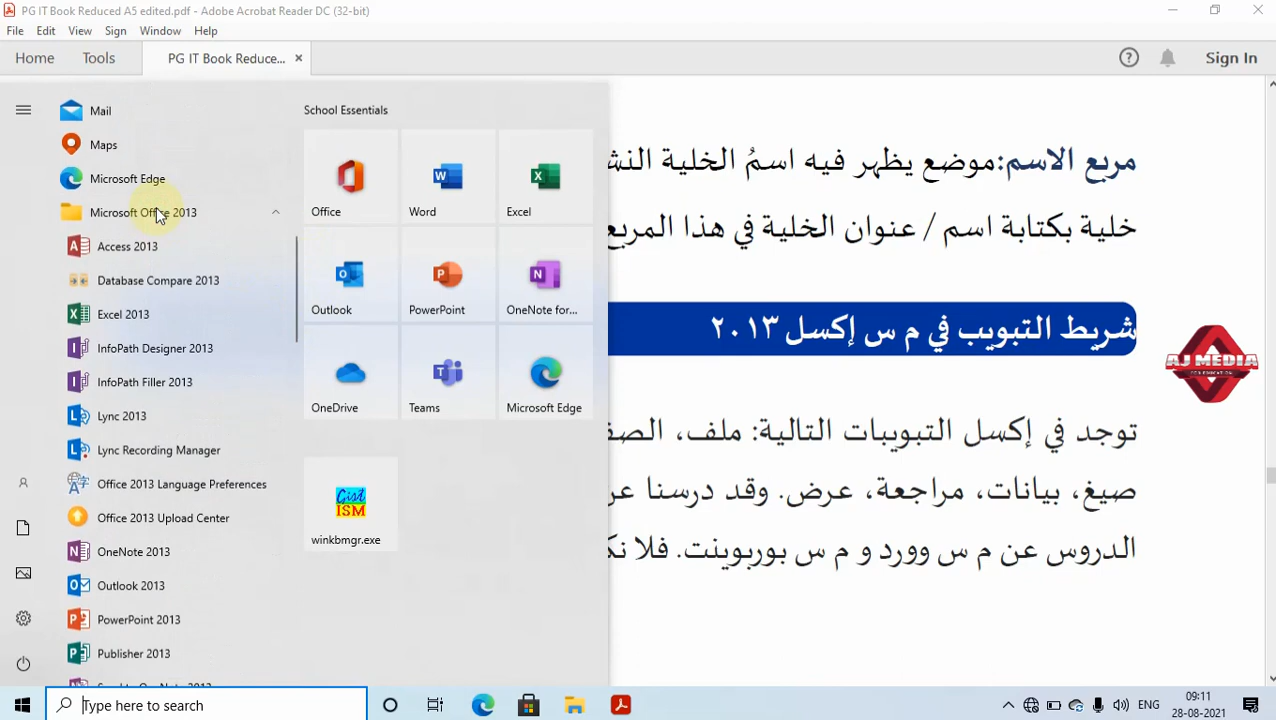 PG IT Book Reduced A5 edited.pdf - Adobe Acrobat Reader DC (32-bit)
File Edit View Sign Window Help
Home Tools PG IT Book Reduce... × Sign In
Mail
Maps
Microsoft Edge
Microsoft Office 2013
Access 2013
Database Compare 2013
Excel 2013
InfoPath Designer 2013
InfoPath Filler 2013
Lync 2013
Lync Recording Manager
Office 2013 Language Preferences
Office 2013 Upload Center
OneNote 2013
Outlook 2013
PowerPoint 2013
Publisher 2013
School Essentials
Office Word Excel
Outlook PowerPoint OneNote for...
OneDrive Teams Microsoft Edge
Gist
ISM
winkbmgr.exe
مربع الاسم: موضع يظهر فيه اسمُ الخلية
خلية بكتابة اسم / عنوان الخلية في هذا المربع
شريط التبويب في م س إكسل ٢٠١٣
توجد في إكسل التبويبات التالية: ملف،
صيغ، بيانات، مراجعة، عرض. وقد درسنا
الدروس عن م س وورد و م س بوربوينت. فلا
AJ MEDIA
FOR EDUCATION
Type here to search
ENG
09:11
28-08-2021